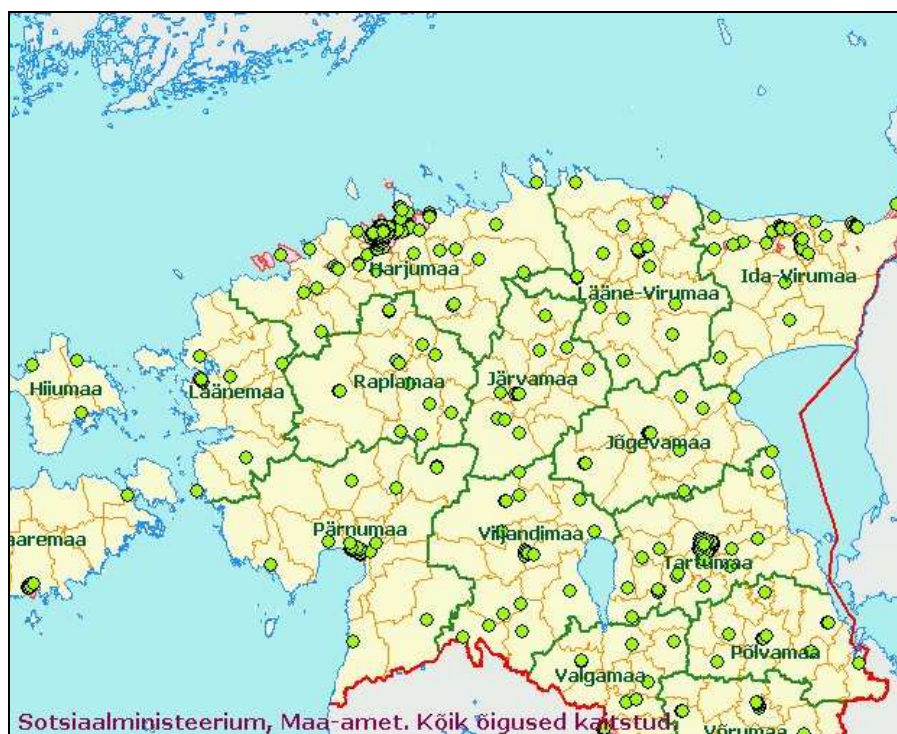 Harjumaa
Ida-Virumaa
Lääne-Virumaa
Hiiumaa
Läänemaa
Raplamaa
Järvamaa
Jõgevamaa
Pärnumaa
Viljandimaa
aaremaa
Tartumaa
Põlvamaa
Valgamaa
Võrumaa
Sotsiaalministeerium, Maa-amet. Kõik õigused kaitstud.